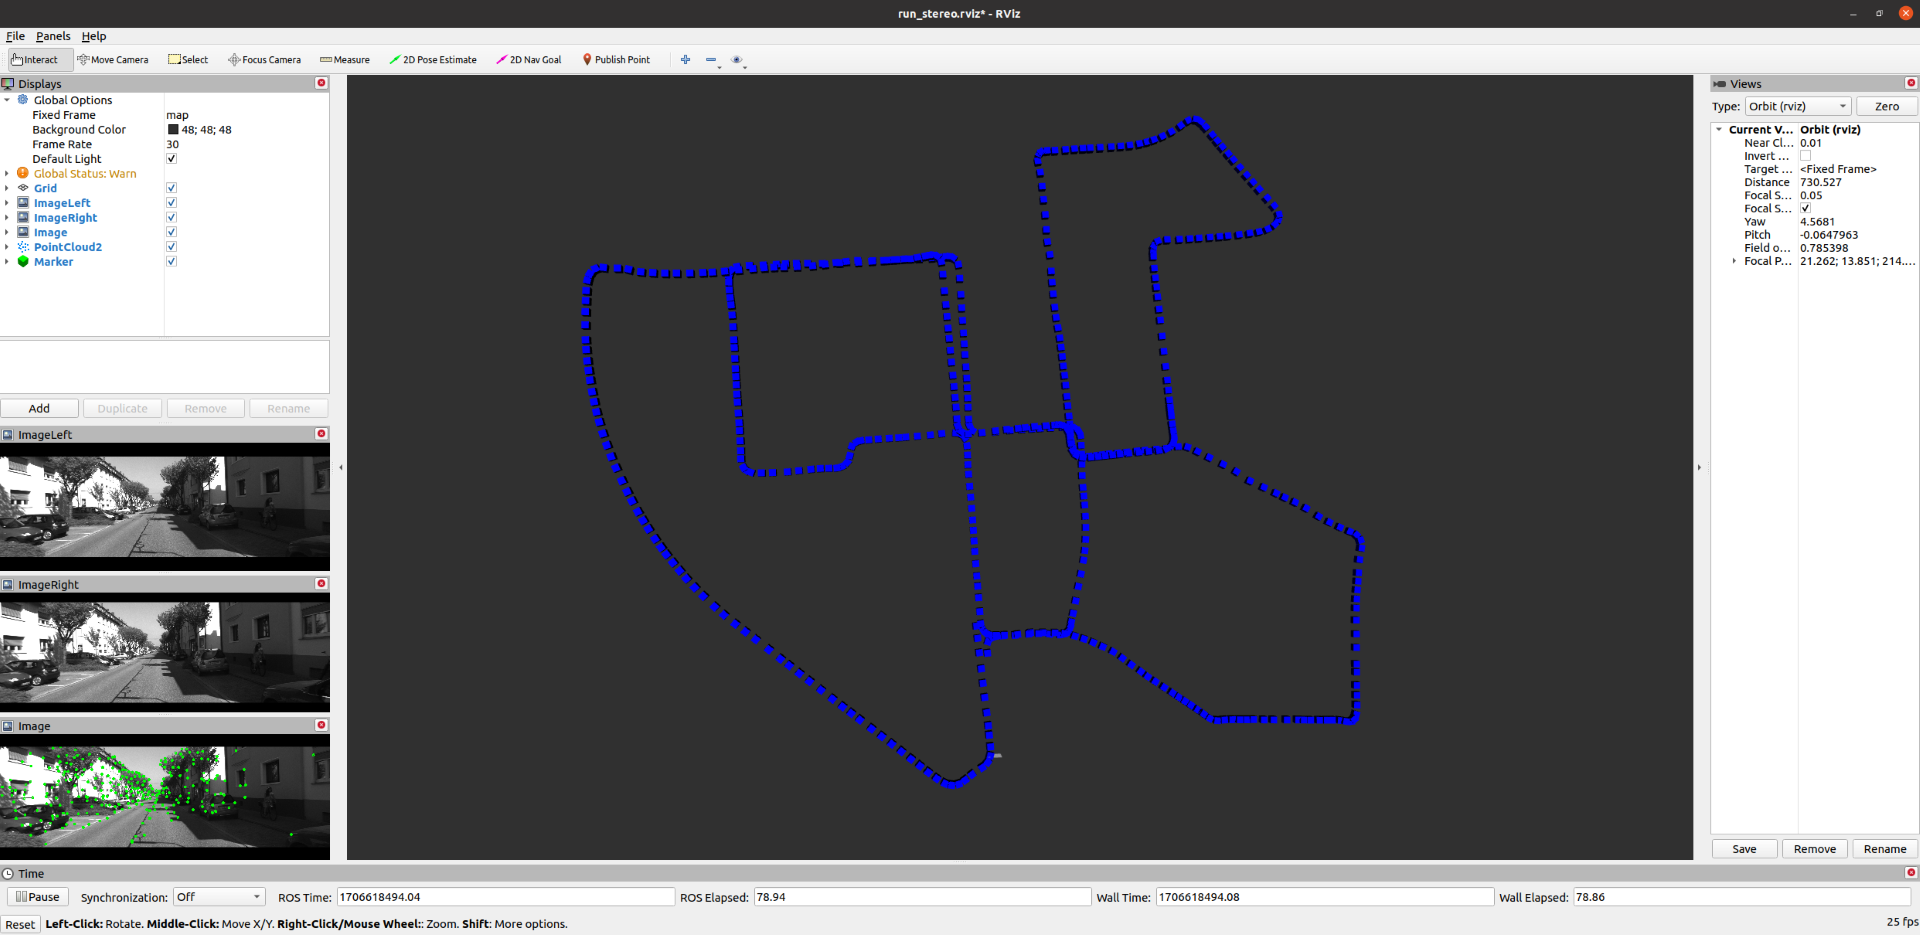 run_stereo.rviz* - RViz
File Panels Help
Interact Move Camera Select Focus Camera Measure 2D Pose Estimate 2D Nav Goal Publish Point
Displays
Global Options
Fixed Frame map
Background Color 48; 48; 48
Frame Rate 30
Default Light
Global Status: Warn
Grid
ImageLeft
ImageRight
Image
PointCloud2
Marker
Add Duplicate Remove Rename
ImageLeft
ImageRight
Image
Views
Type: Orbit (rviz) Zero
Current V... Orbit (rviz)
Near Cl... 0.01
Invert ...
Target ... <Fixed Frame>
Distance 730.527
Focal S... 0.05
Focal S...
Yaw 4.5681
Pitch -0.0647963
Field o... 0.785398
Focal P... 21.262; 13.851; 214....
Save Remove Rename
Time
Pause Synchronization: Off ROS Time: 1706618494.04 ROS Elapsed: 78.94 Wall Time: 1706618494.08 Wall Elapsed: 78.86
Reset Left-Click: Rotate. Middle-Click: Move X/Y. Right-Click/Mouse Wheel:: Zoom. Shift: More options. 25 fps